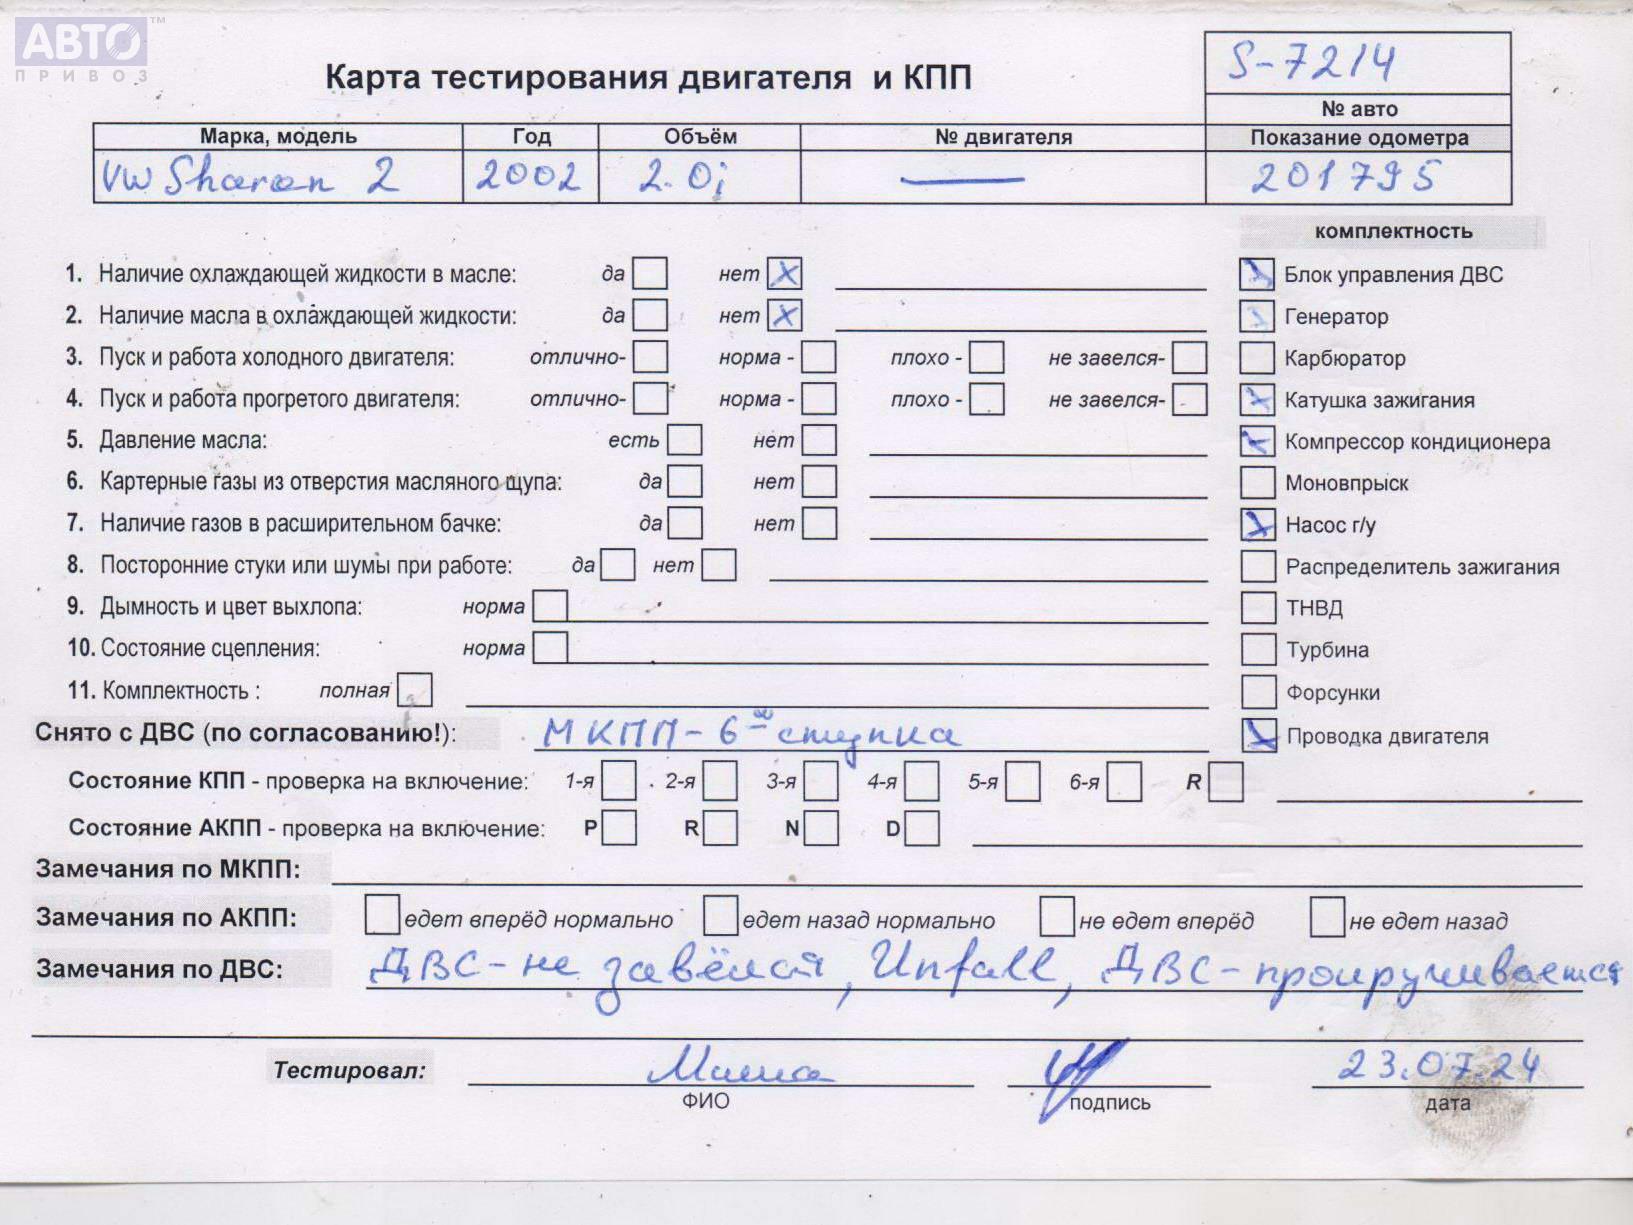 АВТО™
ПРИВОЗ
Карта тестирования двигателя и КПП
S-7214
№ авто
Марка, модель Год Объём № двигателя Показание одометра
VW Sharan 2 2002 2.0i — 201795
комплектность
1. Наличие охлаждающей жидкости в масле: да нет X Блок управления ДВС
2. Наличие масла в охлаждающей жидкости: да нет X Генератор
3. Пуск и работа холодного двигателя: отлично- норма - плохо - не завелся- Карбюратор
4. Пуск и работа прогретого двигателя: отлично- норма - плохо - не завелся- Катушка зажигания
5. Давление масла: есть нет Компрессор кондиционера
6. Картерные газы из отверстия масляного щупа: да нет Моновпрыск
7. Наличие газов в расширительном бачке: да нет Насос г/у
8. Посторонние стуки или шумы при работе: да нет Распределитель зажигания
9. Дымность и цвет выхлопа: норма ТНВД
10. Состояние сцепления: норма Турбина
11. Комплектность : полная Форсунки
Снято с ДВС (по согласованию!): МКПП-6 ступка Проводка двигателя
Состояние КПП - проверка на включение: 1-я 2-я 3-я 4-я 5-я 6-я R
Состояние АКПП - проверка на включение: P R N D
Замечания по МКПП:
Замечания по АКПП: едет вперёд нормально едет назад нормально не едет вперёд не едет назад
Замечания по ДВС: ДВС-не завёлся, Unfall, ДВС-прокручивается
Тестировал: Миша 23.07.24
ФИО подпись дата